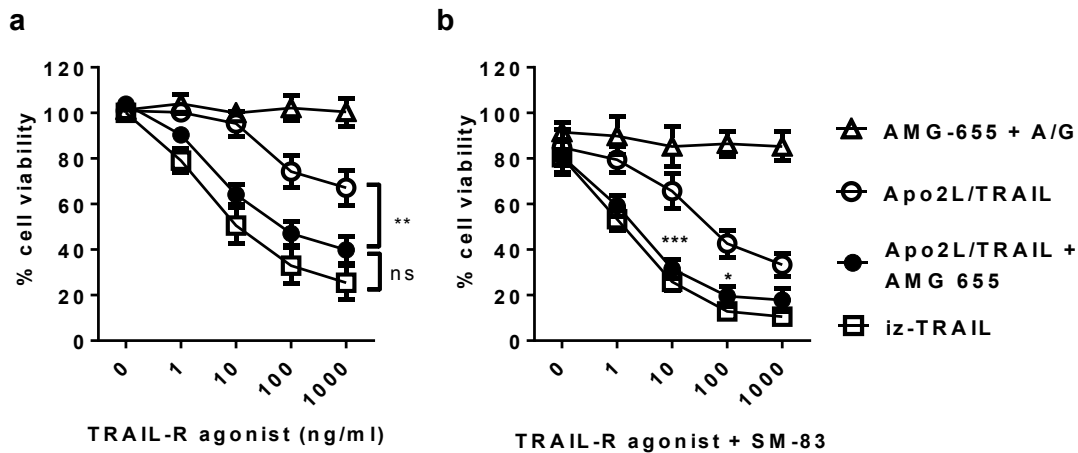 a
120
100
80
60
40
20
0
% cell viability
0
1
10
100
1000
TRAIL-R agonist (ng/ml)
**
ns
b
120
100
80
60
40
20
0
% cell viability
***
*
0
1
10
100
1000
TRAIL-R agonist + SM-83
AMG-655 + A/G
Apo2L/TRAIL
Apo2L/TRAIL +
AMG 655
iz-TRAIL